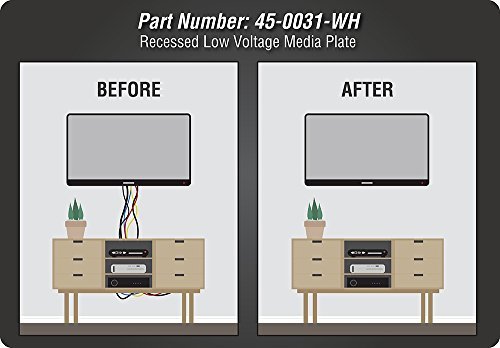 Part Number: 45-0031-WH
Recessed Low Voltage Media Plate
BEFORE
AFTER